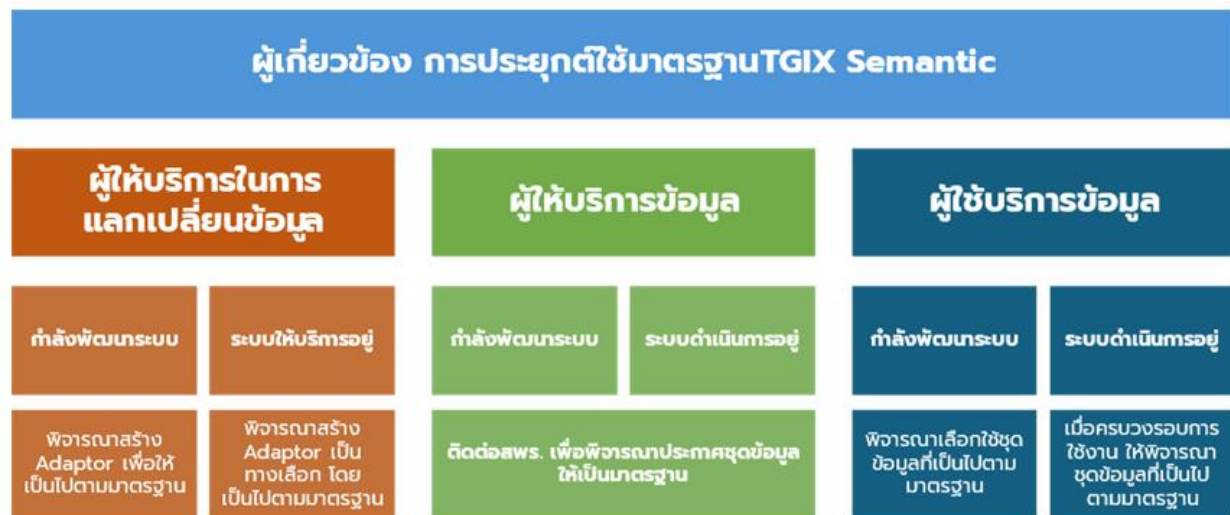 ผู้เกี่ยวข้อง การประยุกต์ใช้มาตรฐานTGIX Semantic
ผู้ให้บริการในการ
แลกเปลี่ยนข้อมูล
ผู้ให้บริการข้อมูล
ผู้ใช้บริการข้อมูล
กำลังพัฒนาระบบ
ระบบให้บริการอยู่
กำลังพัฒนาระบบ
ระบบดำเนินการอยู่
กำลังพัฒนาระบบ
ระบบดำเนินการอยู่
พิจารณาสร้าง
Adaptor เพื่อให้
เป็นไปตามมาตรฐาน
พิจารณาสร้าง
Adaptor เป็น
ทางเลือก โดย
เป็นไปตามมาตรฐาน
ติดต่อสพร. เพื่อพิจารณาประกาศชุดข้อมูล
ให้เป็นมาตรฐาน
พิจารณาเลือกใช้ชุด
ข้อมูลที่เป็นไปตาม
มาตรฐาน
เมื่อครบวงรอบการ
ใช้งาน ให้พิจารณา
ชุดข้อมูลที่เป็นไป
ตามมาตรฐาน